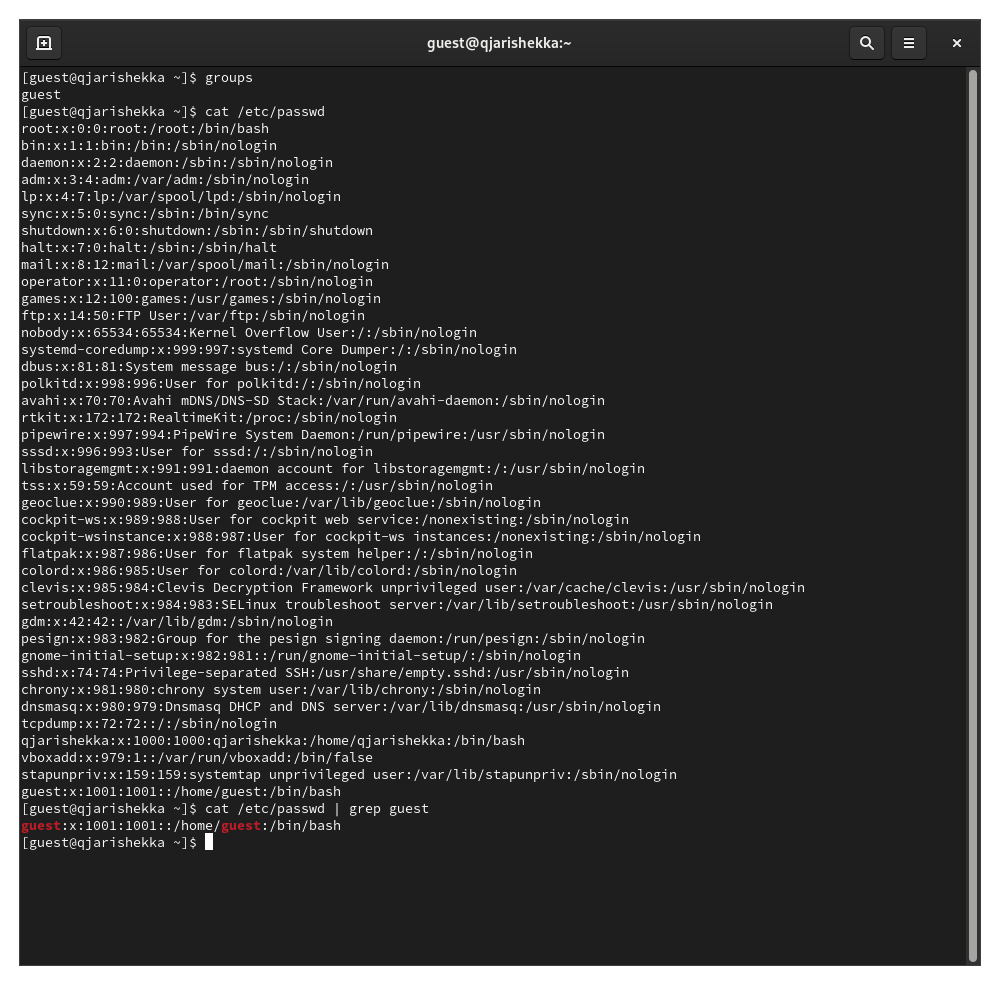 guest@qjarishekka:~
[guest@qjarishekka ~]$ groups
guest
[guest@qjarishekka ~]$ cat /etc/passwd
root:x:0:0:root:/root:/bin/bash
bin:x:1:1:bin:/bin:/sbin/nologin
daemon:x:2:2:daemon:/sbin:/sbin/nologin
adm:x:3:4:adm:/var/adm:/sbin/nologin
lp:x:4:7:lp:/var/spool/lpd:/sbin/nologin
sync:x:5:0:sync:/sbin:/bin/sync
shutdown:x:6:0:shutdown:/sbin:/sbin/shutdown
halt:x:7:0:halt:/sbin:/sbin/halt
mail:x:8:12:mail:/var/spool/mail:/sbin/nologin
operator:x:11:0:operator:/root:/sbin/nologin
games:x:12:100:games:/usr/games:/sbin/nologin
ftp:x:14:50:FTP User:/var/ftp:/sbin/nologin
nobody:x:65534:65534:Kernel Overflow User:/:/sbin/nologin
systemd-coredump:x:999:997:systemd Core Dumper:/:/sbin/nologin
dbus:x:81:81:System message bus:/:/sbin/nologin
polkitd:x:998:996:User for polkitd:/:/sbin/nologin
avahi:x:70:70:Avahi mDNS/DNS-SD Stack:/var/run/avahi-daemon:/sbin/nologin
rtkit:x:172:172:RealtimeKit:/proc:/sbin/nologin
pipewire:x:997:994:PipeWire System Daemon:/run/pipewire:/usr/sbin/nologin
sssd:x:996:993:User for sssd:/:/sbin/nologin
libstoragemgmt:x:991:991:daemon account for libstoragemgmt:/:/usr/sbin/nologin
tss:x:59:59:Account used for TPM access:/:/usr/sbin/nologin
geoclue:x:990:989:User for geoclue:/var/lib/geoclue:/sbin/nologin
cockpit-ws:x:989:988:User for cockpit web service:/nonexisting:/sbin/nologin
cockpit-wsinstance:x:988:987:User for cockpit-ws instances:/nonexisting:/sbin/nologin
flatpak:x:987:986:User for flatpak system helper:/:/sbin/nologin
colord:x:986:985:User for colord:/var/lib/colord:/sbin/nologin
clevis:x:985:984:Clevis Decryption Framework unprivileged user:/var/cache/clevis:/usr/sbin/nologin
setroubleshoot:x:984:983:SELinux troubleshoot server:/var/lib/setroubleshoot:/usr/sbin/nologin
gdm:x:42:42::/var/lib/gdm:/sbin/nologin
pesign:x:983:982:Group for the pesign signing daemon:/run/pesign:/sbin/nologin
gnome-initial-setup:x:982:981::/run/gnome-initial-setup/:/sbin/nologin
sshd:x:74:74:Privilege-separated SSH:/usr/share/empty.sshd:/usr/sbin/nologin
chrony:x:981:980:chrony system user:/var/lib/chrony:/sbin/nologin
dnsmasq:x:980:979:Dnsmasq DHCP and DNS server:/var/lib/dnsmasq:/usr/sbin/nologin
tcpdump:x:72:72::/:/sbin/nologin
qjarishekka:x:1000:1000:qjarishekka:/home/qjarishekka:/bin/bash
vboxadd:x:979:1::/var/run/vboxadd:/bin/false
stapunpriv:x:159:159:systemtap unprivileged user:/var/lib/stapunpriv:/sbin/nologin
guest:x:1001:1001::/home/guest:/bin/bash
[guest@qjarishekka ~]$ cat /etc/passwd | grep guest
guest:x:1001:1001::/home/guest:/bin/bash
[guest@qjarishekka ~]$